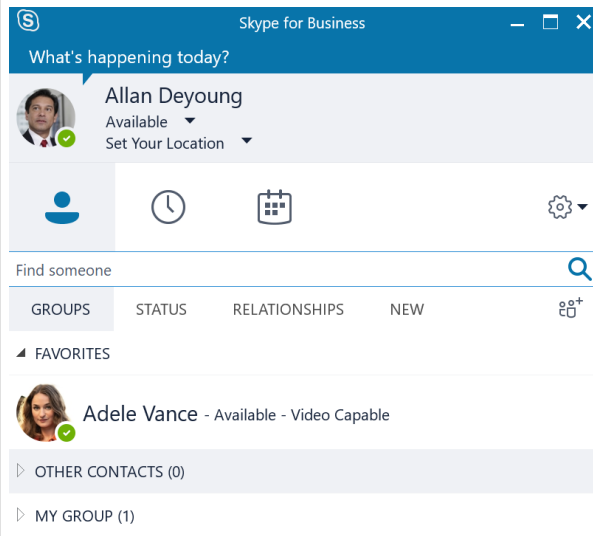 Skype for Business
What's happening today?
Allan Deyoung
Available
Set Your Location
Find someone
GROUPS STATUS RELATIONSHIPS NEW
FAVORITES
Adele Vance - Available - Video Capable
OTHER CONTACTS (0)
MY GROUP (1)